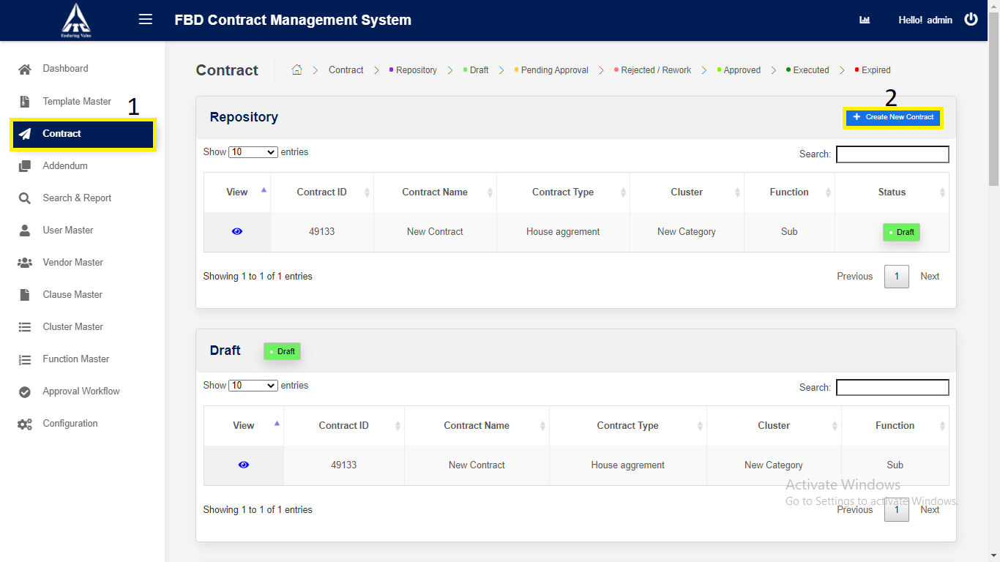 ITC
Enduring Value
FBD Contract Management System
Hello! admin
Dashboard
Template Master
1
Contract
Addendum
Search & Report
User Master
Vendor Master
Clause Master
Cluster Master
Function Master
Approval Workflow
Configuration
Contract
Contract Repository Draft Pending Approval Rejected / Rework Approved Executed Expired
2
Repository
+ Create New Contract
Show 10 entries
Search:
View Contract ID Contract Name Contract Type Cluster Function Status
49133 New Contract House aggrement New Category Sub Draft
Showing 1 to 1 of 1 entries
Previous 1 Next
Draft Draft
Show 10 entries
Search:
View Contract ID Contract Name Contract Type Cluster Function
49133 New Contract House aggrement New Category Sub
Activate Windows
Go to Settings to activate Windows.
Showing 1 to 1 of 1 entries
Previous 1 Next